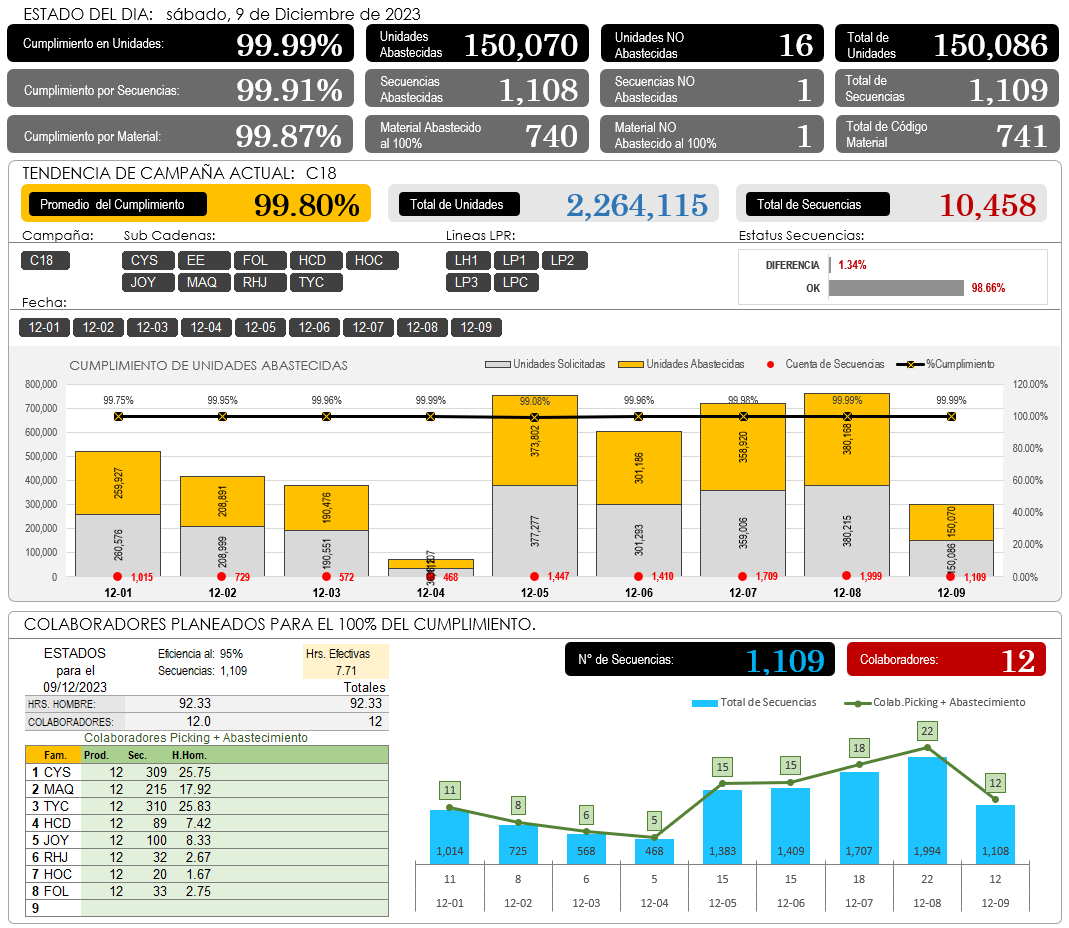 ESTADO DEL DIA: sábado, 9 de Diciembre de 2023
Cumplimiento en Unidades: 99.99%
Unidades Abastecidas 150,070
Unidades NO Abastecidas 16
Total de Unidades 150,086
Cumplimiento por Secuencias: 99.91%
Secuencias Abastecidas 1,108
Secuencias NO Abastecidas 1
Total de Secuencias 1,109
Cumplimiento por Material: 99.87%
Material Abastecido al 100% 740
Material NO Abastecido al 100% 1
Total de Código Material 741
TENDENCIA DE CAMPAÑA ACTUAL: C18
Promedio del Cumplimiento 99.80%
Total de Unidades 2,264,115
Total de Secuencias 10,458
Campaña: Sub Cadenas: Lineas LPR: Estatus Secuencias:
C18 CYS EE FOL HCD HOC LH1 LP1 LP2
JOY MAQ RHJ TYC LP3 LPC
DIFERENCIA 1.34%
OK 98.66%
Fecha:
12-01 12-02 12-03 12-04 12-05 12-06 12-07 12-08 12-09
CUMPLIMIENTO DE UNIDADES ABASTECIDAS
Unidades Solicitadas Unidades Abastecidas Cuenta de Secuencias %Cumplimiento
800,000
700,000
600,000
500,000
400,000
300,000
200,000
100,000
0
120.00%
100.00%
80.00%
60.00%
40.00%
20.00%
0.00%
99.75% 99.95% 99.96% 99.99% 99.08% 99.96% 99.98% 99.99% 99.99%
259,927 208,891 190,476 373,802 301,186 358,920 380,168 150,070
260,576 208,999 190,551 377,277 301,293 359,006 380,215 150,086
1,015 729 572 468 1,447 1,410 1,709 1,999 1,109
12-01 12-02 12-03 12-04 12-05 12-06 12-07 12-08 12-09
COLABORADORES PLANEADOS PARA EL 100% DEL CUMPLIMIENTO.
ESTADOS para el 09/12/2023
Eficiencia al: 95%
Secuencias: 1,109
Hrs. Efectivas
7.71
Totales
HRS. HOMBRE: 92.33 92.33
COLABORADORES: 12.0 12
Colaboradores Picking + Abastecimiento
Fam. Prod. Sec. H.Hom.
1 CYS 12 309 25.75
2 MAQ 12 215 17.92
3 TYC 12 310 25.83
4 HCD 12 89 7.42
5 JOY 12 100 8.33
6 RHJ 12 32 2.67
7 HOC 12 20 1.67
8 FOL 12 33 2.75
9
N° de Secuencias: 1,109
Colaboradores: 12
Total de Secuencias Colab.Picking + Abastecimiento
11 8 6 5 15 15 18 22 12
1,014 725 568 468 1,383 1,409 1,707 1,994 1,108
11 8 6 5 15 15 18 22 12
12-01 12-02 12-03 12-04 12-05 12-06 12-07 12-08 12-09